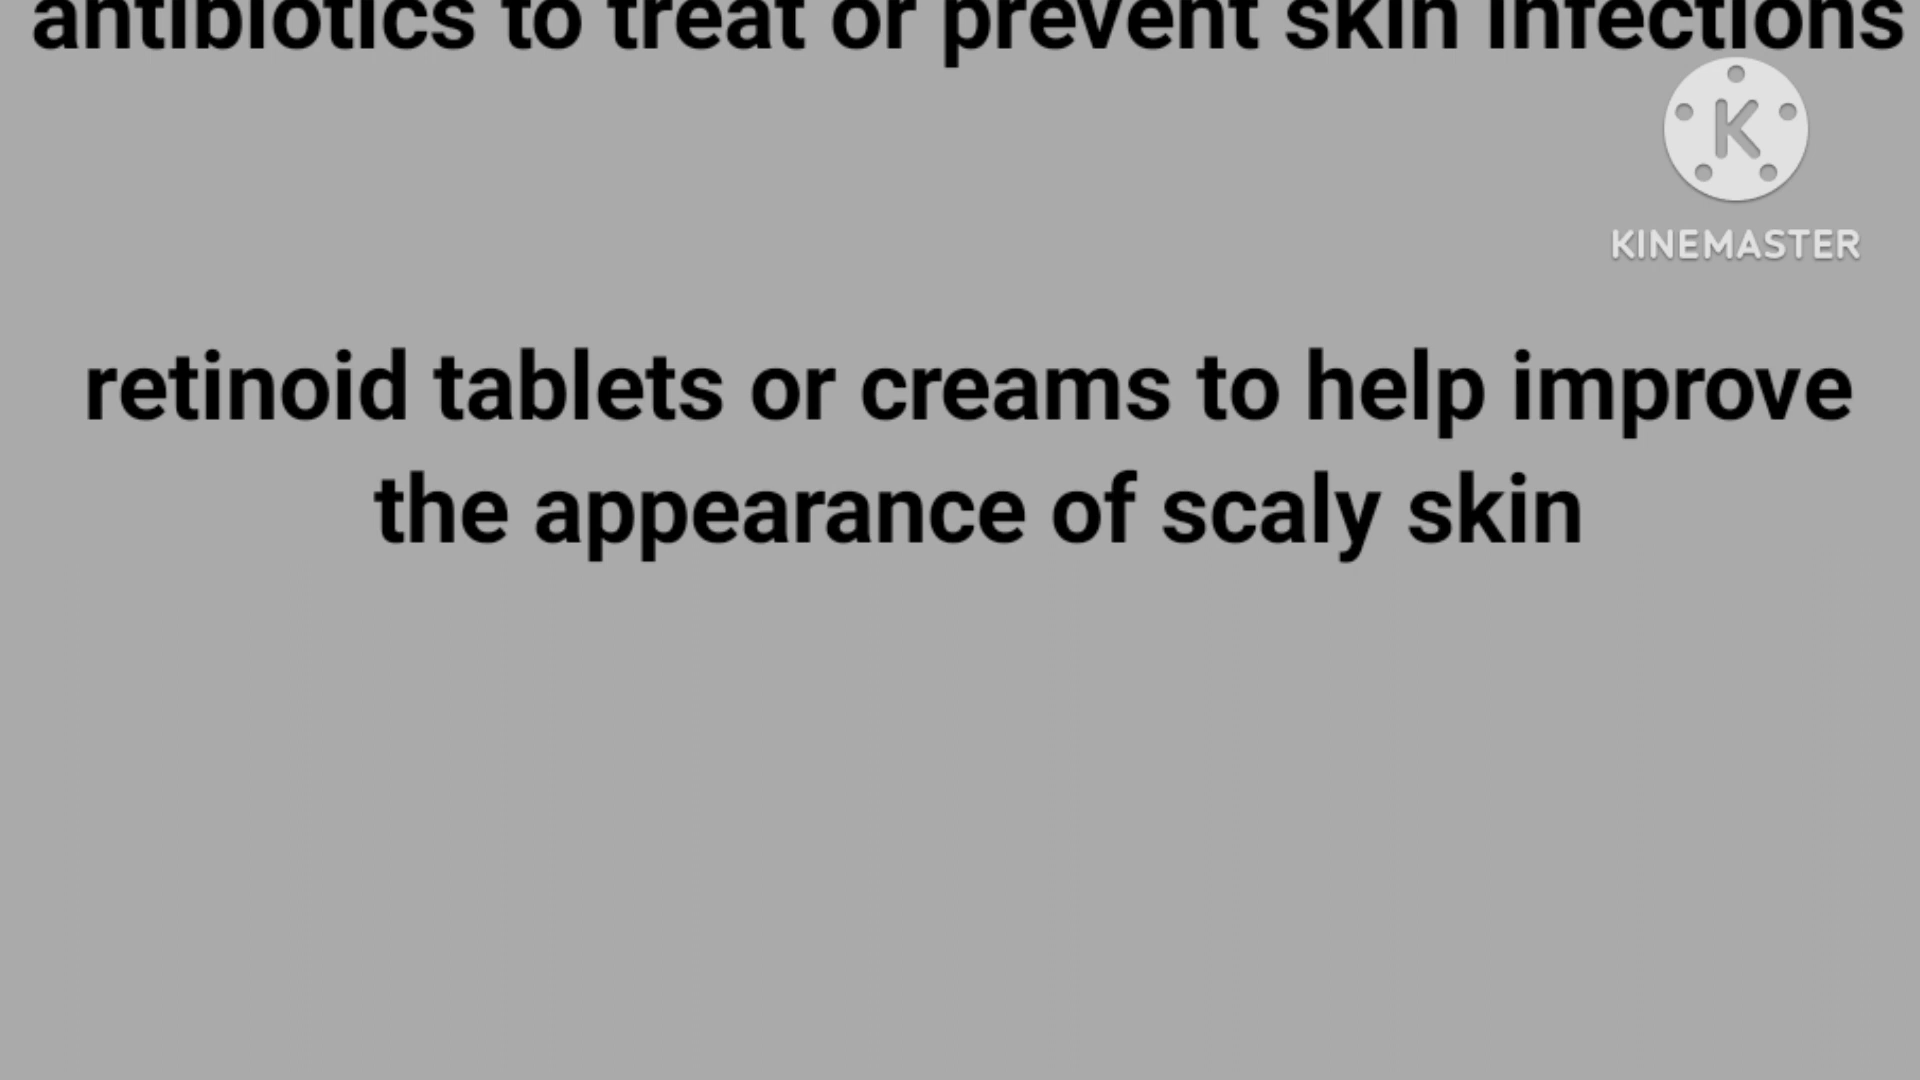 antibiotics to treat or prevent skin infections
K
KINEMASTER
retinoid tablets or creams to help improve
the appearance of scaly skin